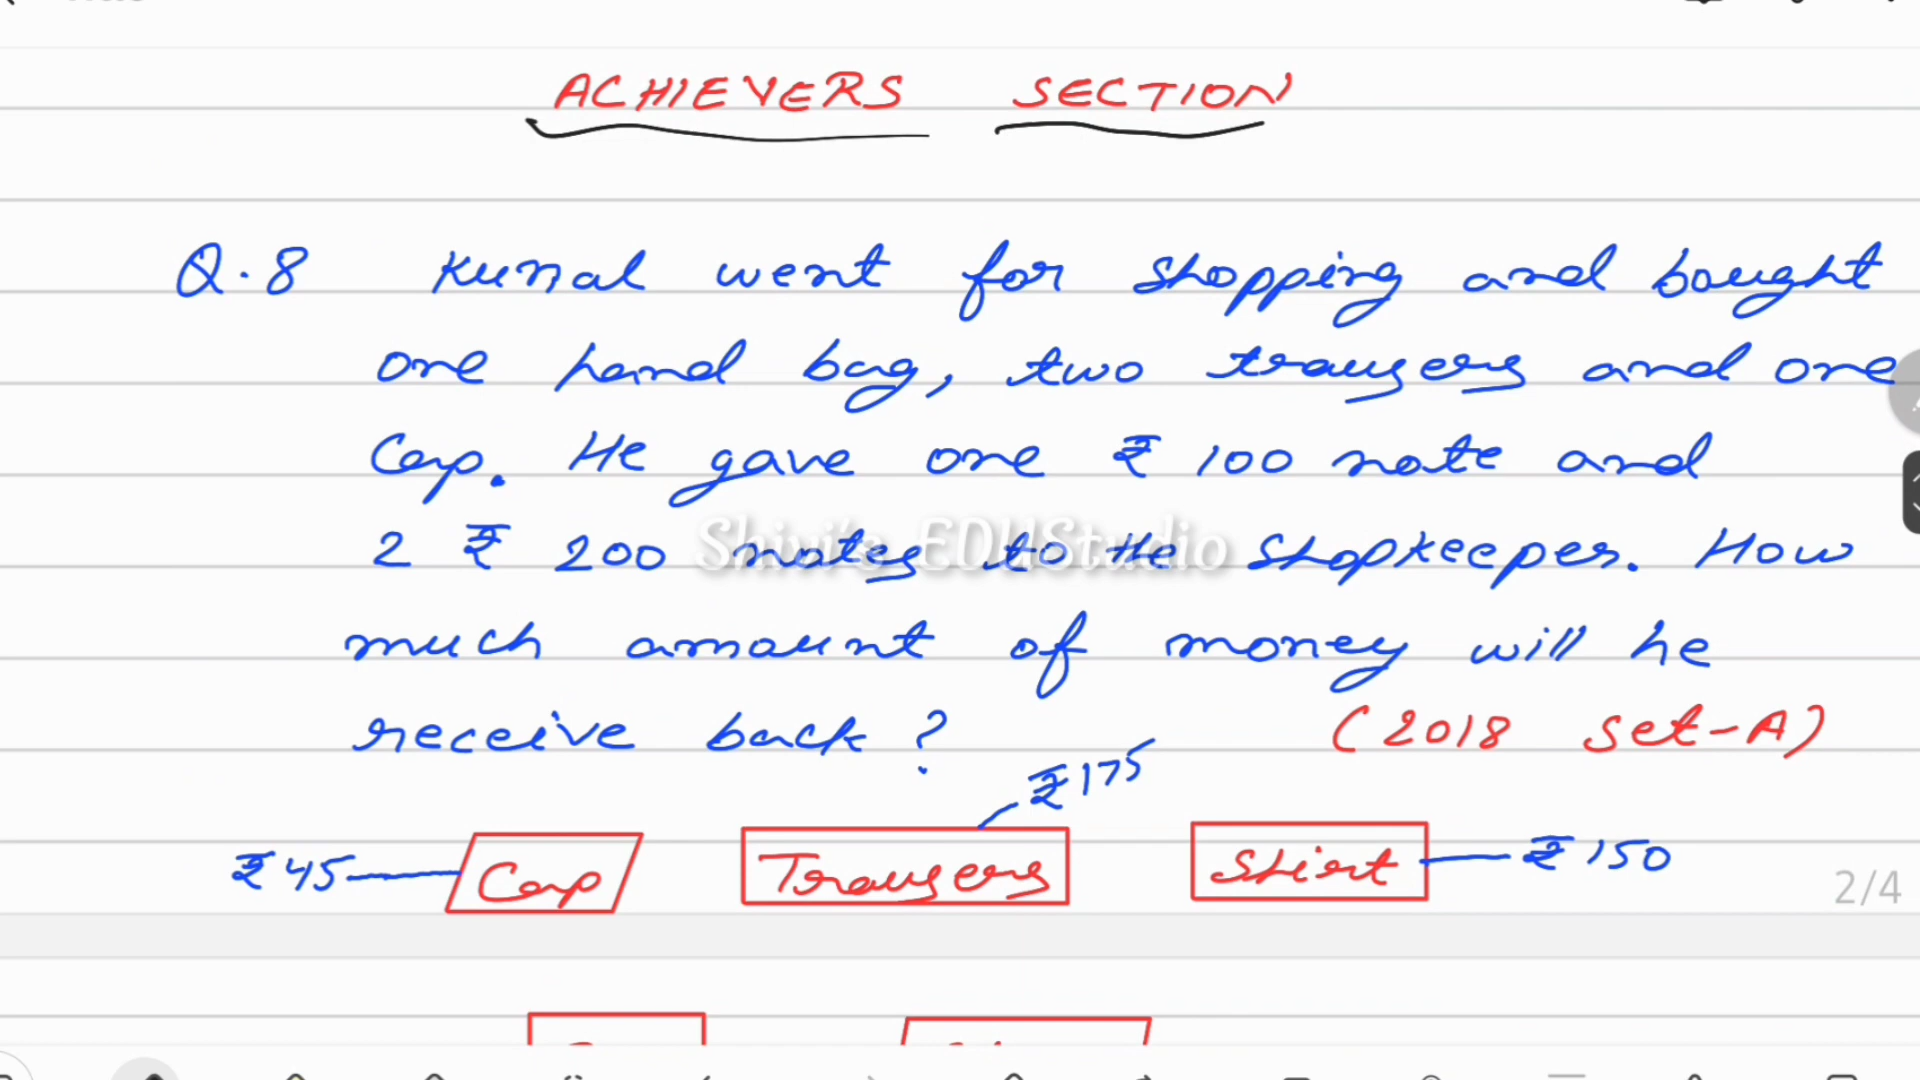 ACHIEVERS SECTION
Q.8 Kunal went for shopping and bought
one hand bag, two trousers and one
Cap. He gave one ₹ 100 note and
2 ₹ 200 notes to the shopkeeper. How
much amount of money will he
receive back?
(2018 Set-A)
₹ 175
₹ 45 Cap Trousers Shirt ₹ 150
2/4
Shivi's EDUStudio